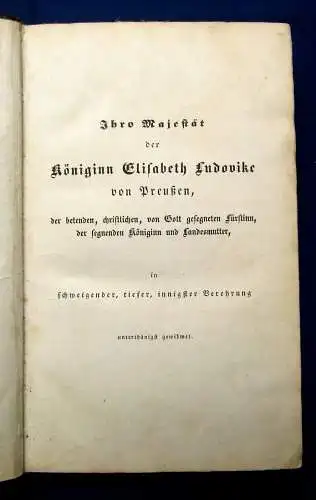 Ihro Majestät
der
Königinn Elisabeth Ludovike
von Preußen,
der betenden, christlichen, von Gott gesegneten Fürstinn,
der segnenden Königinn und Landesmutter,
in
schweigender, tiefer, innigster Verehrung
unterthänigst gewidmet.